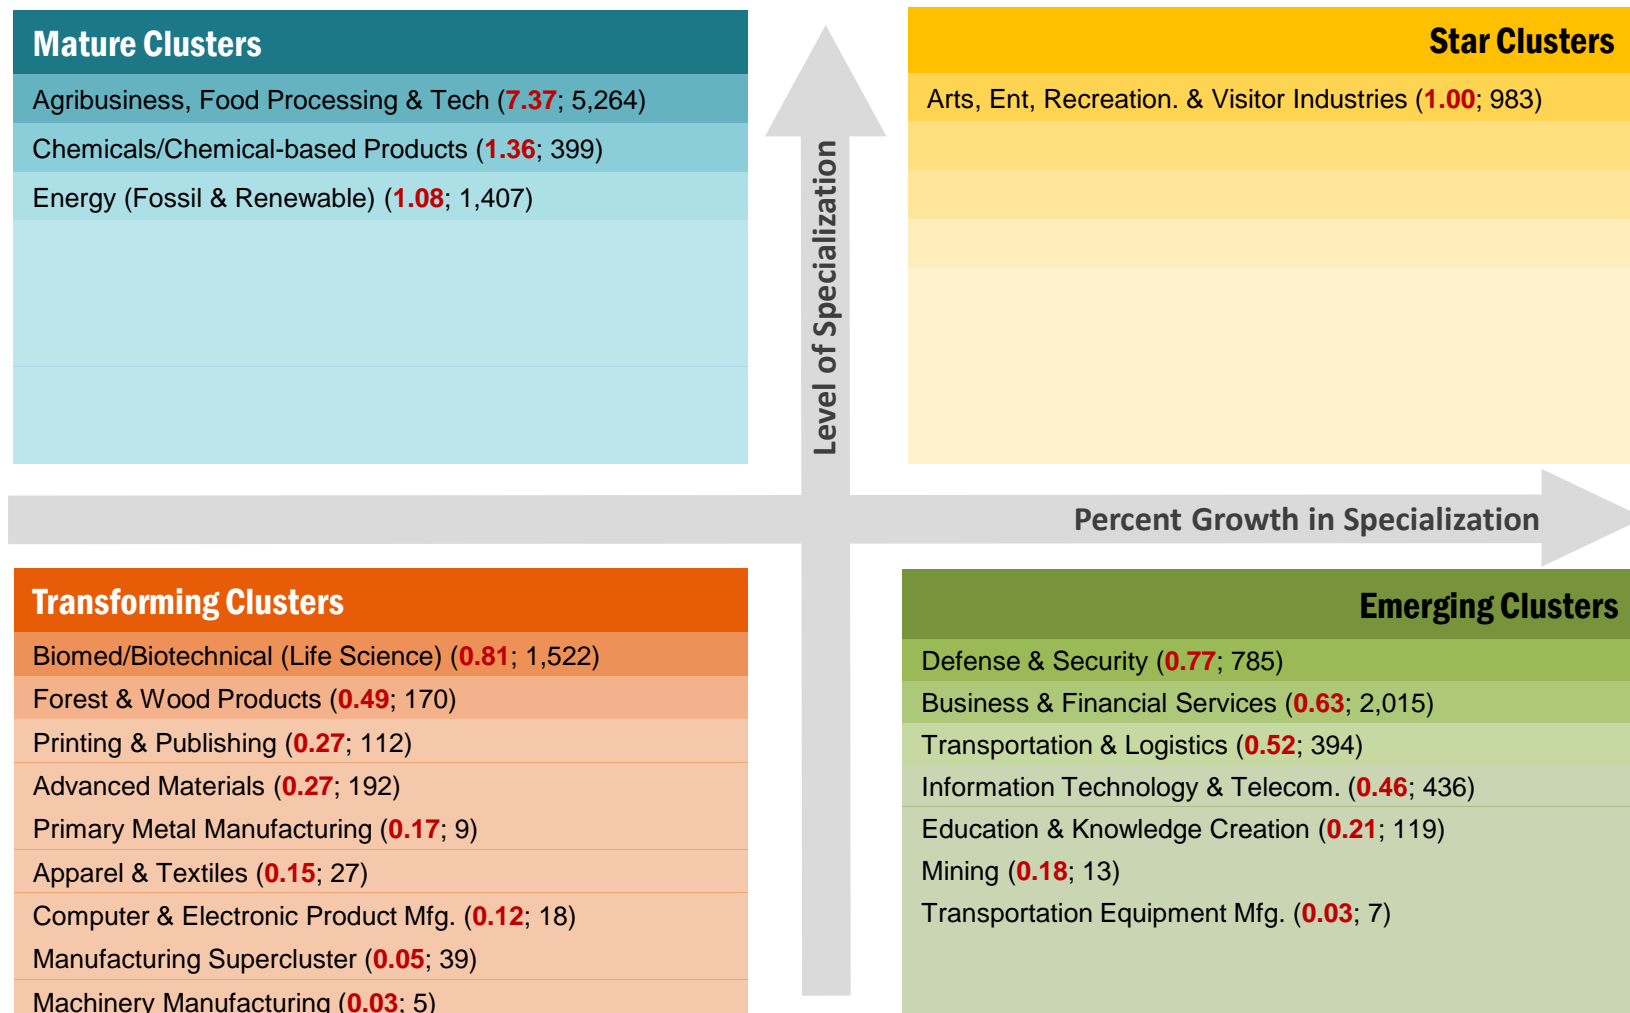 Mature Clusters
Agribusiness, Food Processing & Tech (7.37; 5,264)
Chemicals/Chemical-based Products (1.36; 399)
Energy (Fossil & Renewable) (1.08; 1,407)
Star Clusters
Arts, Ent, Recreation. & Visitor Industries (1.00; 983)
Level of Specialization
Percent Growth in Specialization
Transforming Clusters
Biomed/Biotechnical (Life Science) (0.81; 1,522)
Forest & Wood Products (0.49; 170)
Printing & Publishing (0.27; 112)
Advanced Materials (0.27; 192)
Primary Metal Manufacturing (0.17; 9)
Apparel & Textiles (0.15; 27)
Computer & Electronic Product Mfg. (0.12; 18)
Manufacturing Supercluster (0.05; 39)
Machinery Manufacturing (0.03; 5)
Emerging Clusters
Defense & Security (0.77; 785)
Business & Financial Services (0.63; 2,015)
Transportation & Logistics (0.52; 394)
Information Technology & Telecom. (0.46; 436)
Education & Knowledge Creation (0.21; 119)
Mining (0.18; 13)
Transportation Equipment Mfg. (0.03; 7)